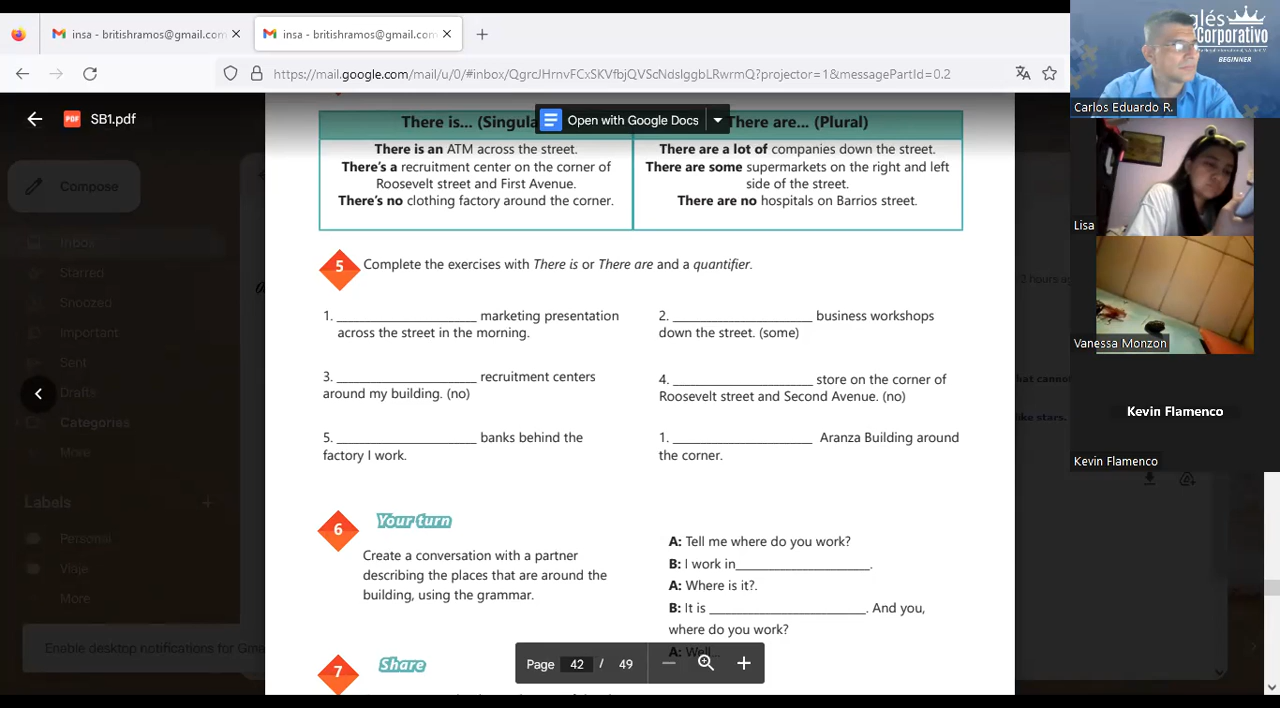 insa - britishramos@gmail.com
insa - britishramos@gmail.com
https://mail.google.com/mail/u/0/#inbox/QgrcJHrnvFCxSKVfbjQVScNdslggbLRwrmQ?projector=1&messagePartId=0.2
SB1.pdf
Open with Google Docs
Compose
Inbox
Starred
Snoozed
Important
Sent
Drafts
Categories
More
Labels
Personal
Viaje
More
Enable desktop notifications for Gma
There is... (Singula
There are... (Plural)
There is an ATM across the street.
There's a recruitment center on the corner of
Roosevelt street and First Avenue.
There's no clothing factory around the corner.
There are a lot of companies down the street.
There are some supermarkets on the right and left
side of the street.
There are no hospitals on Barrios street.
5
Complete the exercises with There is or There are and a quantifier.
1. ____________________ marketing presentation
across the street in the morning.
2. ____________________ business workshops
down the street. (some)
3. ____________________ recruitment centers
around my building. (no)
4. ____________________ store on the corner of
Roosevelt street and Second Avenue. (no)
5. ____________________ banks behind the
factory I work.
1. ____________________ Aranza Building around
the corner.
6
Your turn
Create a conversation with a partner
describing the places that are around the
building, using the grammar.
A: Tell me where do you work?
B: I work in____________________.
A: Where is it?.
B: It is ______________________. And you,
where do you work?
A: Well...
7
Share
Page 42 / 49
hours a
hat cannot
like stars.
glés
Corporativo
BEGINNER
Carlos Eduardo R.
Lisa
Vanessa Monzon
Kevin Flamenco
Kevin Flamenco